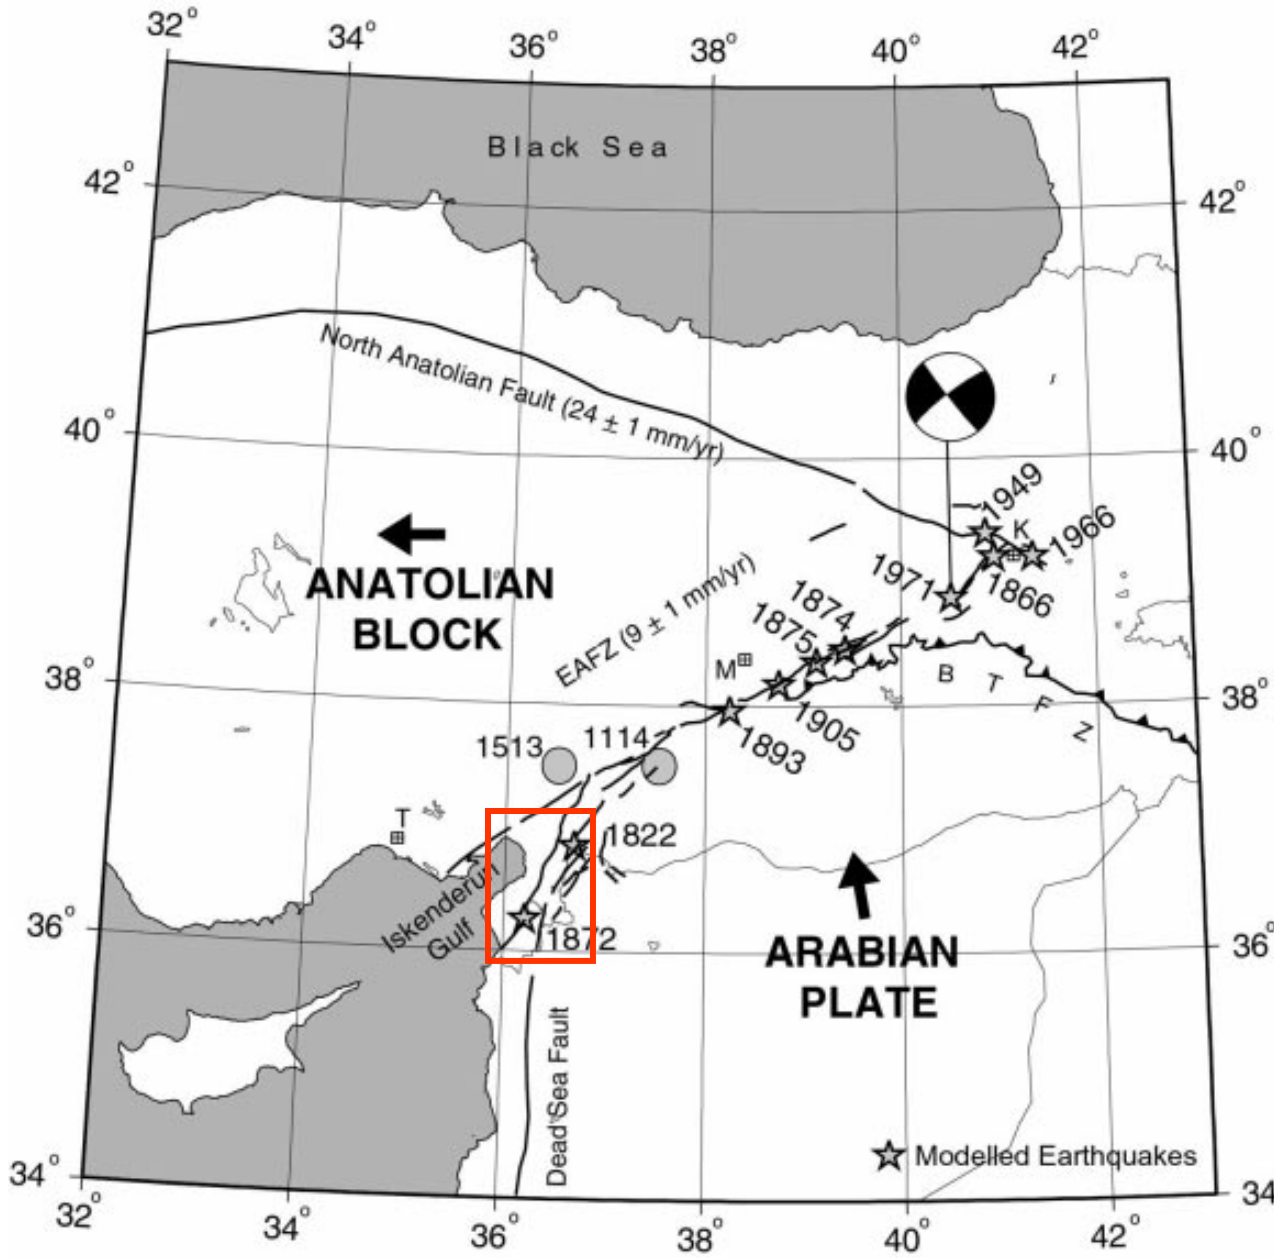 32° 34° 36° 38° 40° 42°
Black Sea
42° 42°
North Anatolian Fault (24 ± 1 mm/yr)
40° 40°
1949
K
1966
ANATOLIAN
BLOCK
1971
1866
EAFZ (9 ± 1 mm/yr)
1874
1875
M
B T F Z
38° 38°
1905
1893
1513 1114
T
1822
Iskenderun
Gulf
36° 36°
1872
ARABIAN
PLATE
Dead Sea Fault
Modelled Earthquakes
34° 34
32° 34° 36° 38° 40° 42°